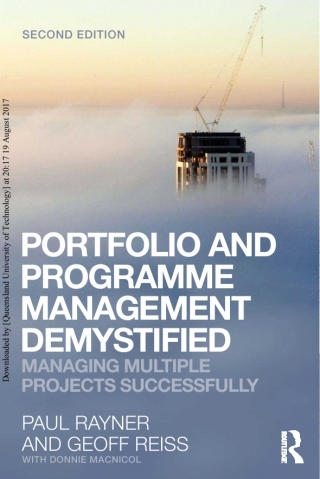 SECOND EDITION
Downloaded by [Queensland University of Technology] at 20:17 19 August 2017
PORTFOLIO AND
PROGRAMME
MANAGEMENT
DEMYSTIFIED
MANAGING MULTIPLE
PROJECTS SUCCESSFULLY
PAUL RAYNER
AND GEOFF REISS
WITH DONNIE MACNICOL
ROUTLEDGE